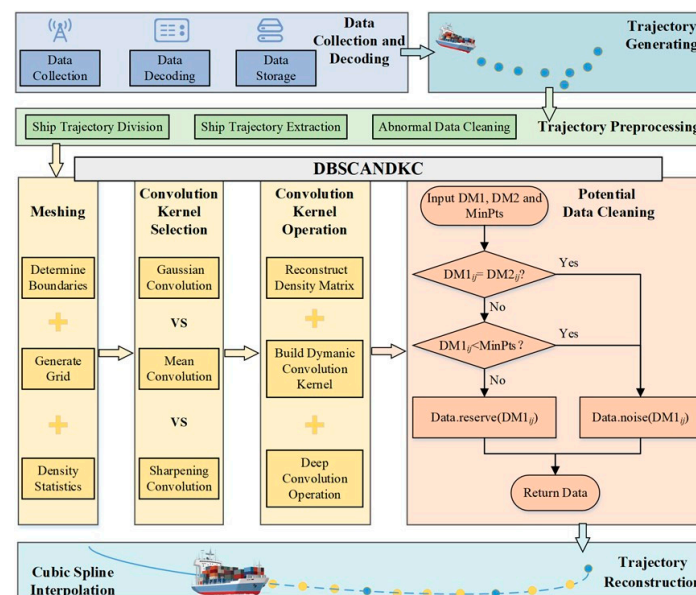 Data
Collection
Data
Decoding
Data
Storage
Data
Collection and
Decoding
Trajectory
Generating
Ship Trajectory Division
Ship Trajectory Extraction
Abnormal Data Cleaning
Trajectory Preprocessing
DBSCANDKC
Meshing
Determine
Boundaries
Generate
Grid
Density
Statistics
Convolution
Kernel
Selection
Gaussian
Convolution
VS
Mean
Convolution
VS
Sharpening
Convolution
Convolution
Kernel
Operation
Reconstruct
Density Matrix
Build Dymanic
Convolution
Kernel
Deep
Convolution
Operation
Potential
Data Cleaning
Input DM1, DM2 and
MinPts
DM1ij= DM2ij?
Yes
No
DM1ij<MinPts ?
Yes
No
Data.reserve(DM1ij)
Data.noise(DM1ij)
Return Data
Cubic Spline
Interpolation
Trajectory
Reconstruction